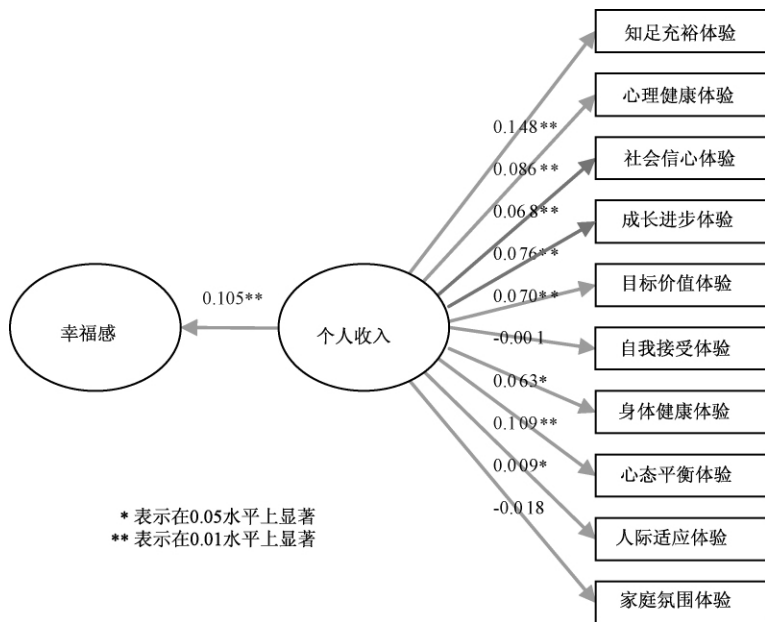 知足充裕体验
心理健康体验
0.148**
社会信心体验
0.086**
0.068**
成长进步体验
0.076**
目标价值体验
0.105**
0.070**
幸福感
个人收入
-0.001
自我接受体验
0.063*
身体健康体验
0.109**
0.009*
心态平衡体验
-0.018
* 表示在0.05水平上显著
** 表示在0.01水平上显著
人际适应体验
家庭氛围体验